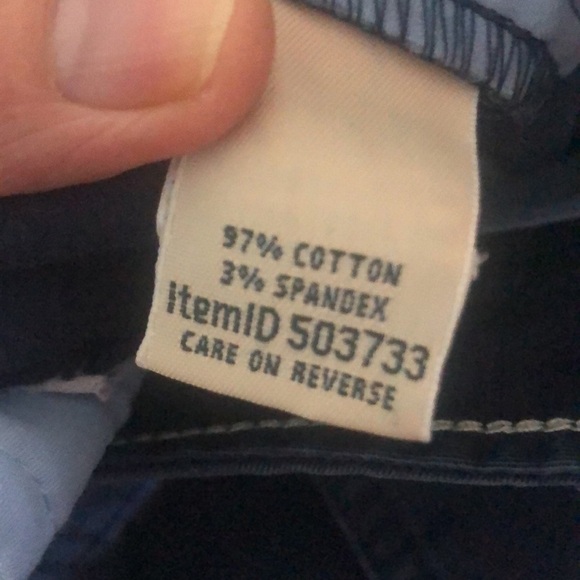 97% COTTON
3% SPANDEX
ItemID 503733
CARE ON REVERSE